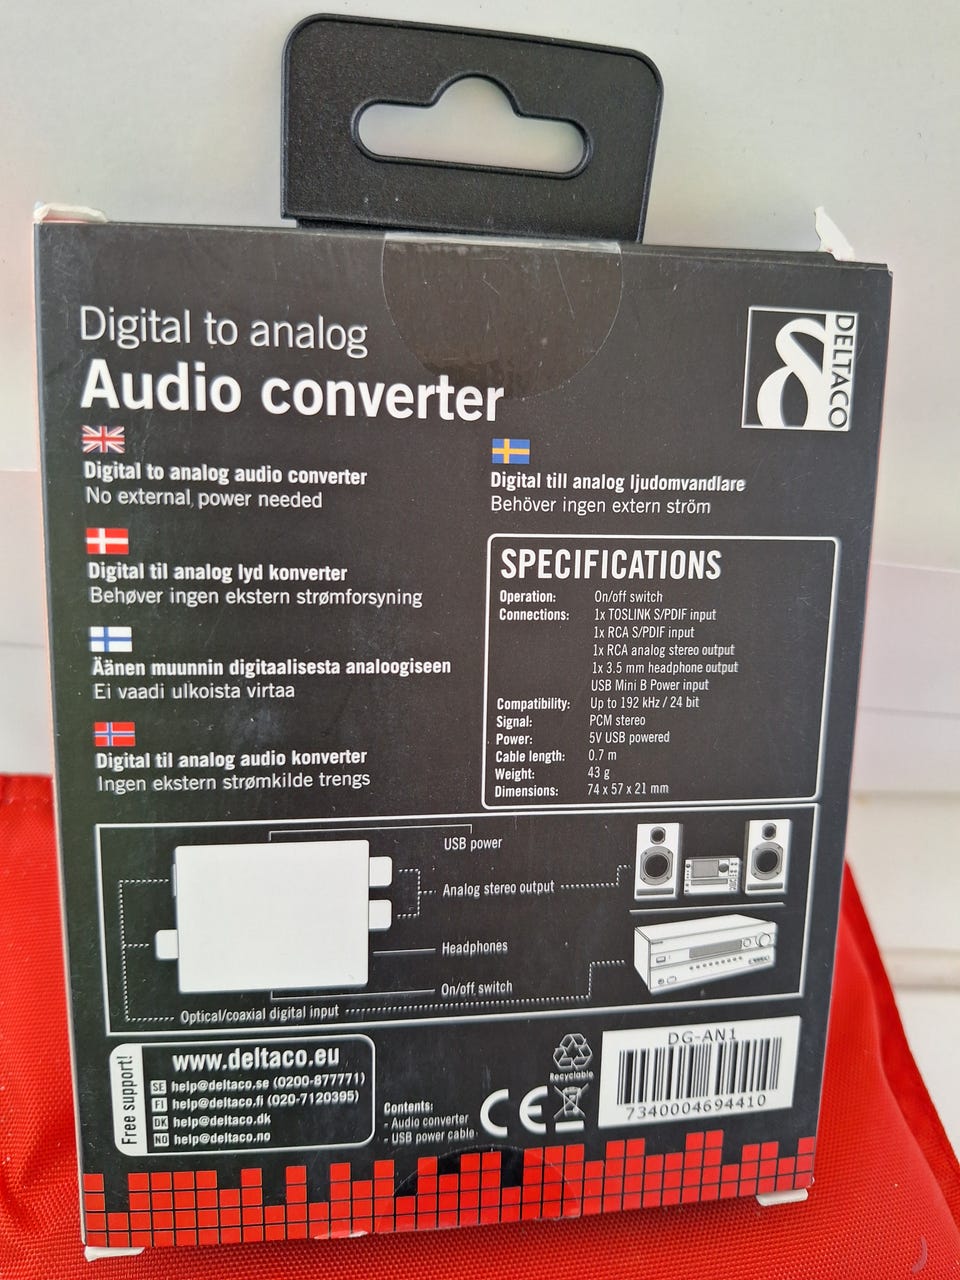 Digital to analog
Audio converter
DELTACO
Digital to analog audio converter
No external power needed
Digital til analog lyd konverter
Behøver ingen ekstern strømforsyning
Äänen muunnin digitaalisesta analoogiseen
Ei vaadi ulkoista virtaa
Digital til analog audio konverter
Ingen ekstern strømkilde trengs
Digital till analog ljudomvandlare
Behöver ingen extern ström
SPECIFICATIONS
Operation: On/off switch
Connections: 1x TOSLINK S/PDIF input
1x RCA S/PDIF input
1x RCA analog stereo output
1x 3.5 mm headphone output
USB Mini B Power input
Compatibility: Up to 192 kHz / 24 bit
Signal: PCM stereo
Power: 5V USB powered
Cable length: 0.7 m
Weight: 43 g
Dimensions: 74 x 57 x 21 mm
USB power
Analog stereo output
Headphones
On/off switch
Optical/coaxial digital input
Free support!
www.deltaco.eu
SE help@deltaco.se (0200-877771)
FI help@deltaco.fi (020-7120395)
DK help@deltaco.dk
NO help@deltaco.no
Contents:
- Audio converter
- USB power cable
Recyclable
CE
DG-AN1
7340004694410